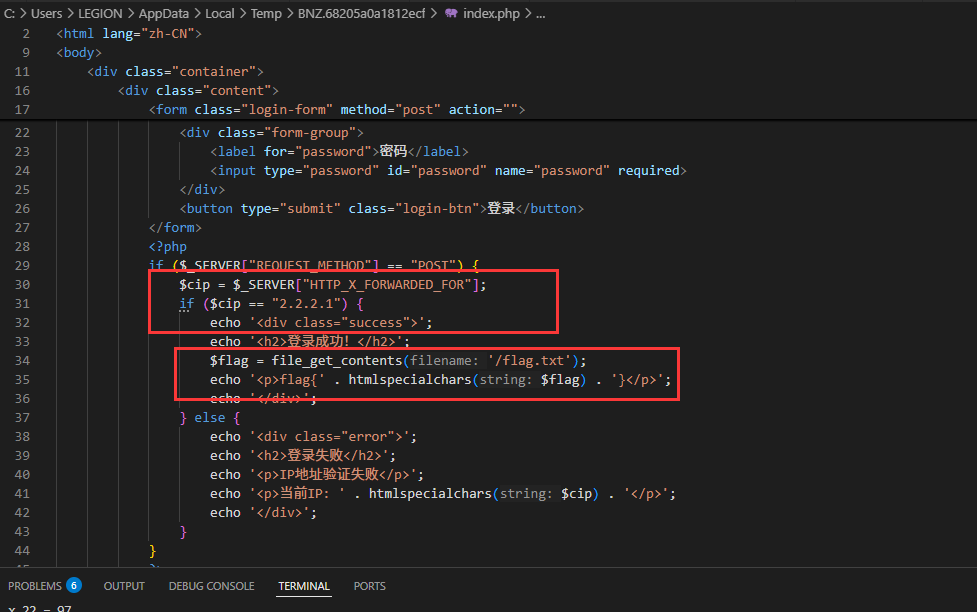 C: > Users > LEGION > AppData > Local > Temp > BNZ.68205a0a1812ecf > index.php > ...
2 <html lang="zh-CN">
9 <body>
11 <div class="container">
16 <div class="content">
17 <form class="login-form" method="post" action="">
22 <div class="form-group">
23 <label for="password">密码</label>
24 <input type="password" id="password" name="password" required>
25 </div>
26 <button type="submit" class="login-btn">登录</button>
27 </form>
28 <?php
29 if ($_SERVER["REQUEST_METHOD"] == "POST") {
30 $cip = $_SERVER["HTTP_X_FORWARDED_FOR"];
31 if ($cip == "2.2.2.1") {
32 echo '<div class="success">';
33 echo '<h2>登录成功! </h2>';
34 $flag = file_get_contents(filename: '/flag.txt');
35 echo '<p>flag{' . htmlspecialchars(string: $flag) . '}</p>';
36 echo '</div>';
37 } else {
38 echo '<div class="error">';
39 echo '<h2>登录失败</h2>';
40 echo '<p>IP地址验证失败</p>';
41 echo '<p>当前IP: ' . htmlspecialchars(string: $cip) . '</p>';
42 echo '</div>';
43 }
44 }
PROBLEMS 6 OUTPUT DEBUG CONSOLE TERMINAL PORTS
x 22 - 97